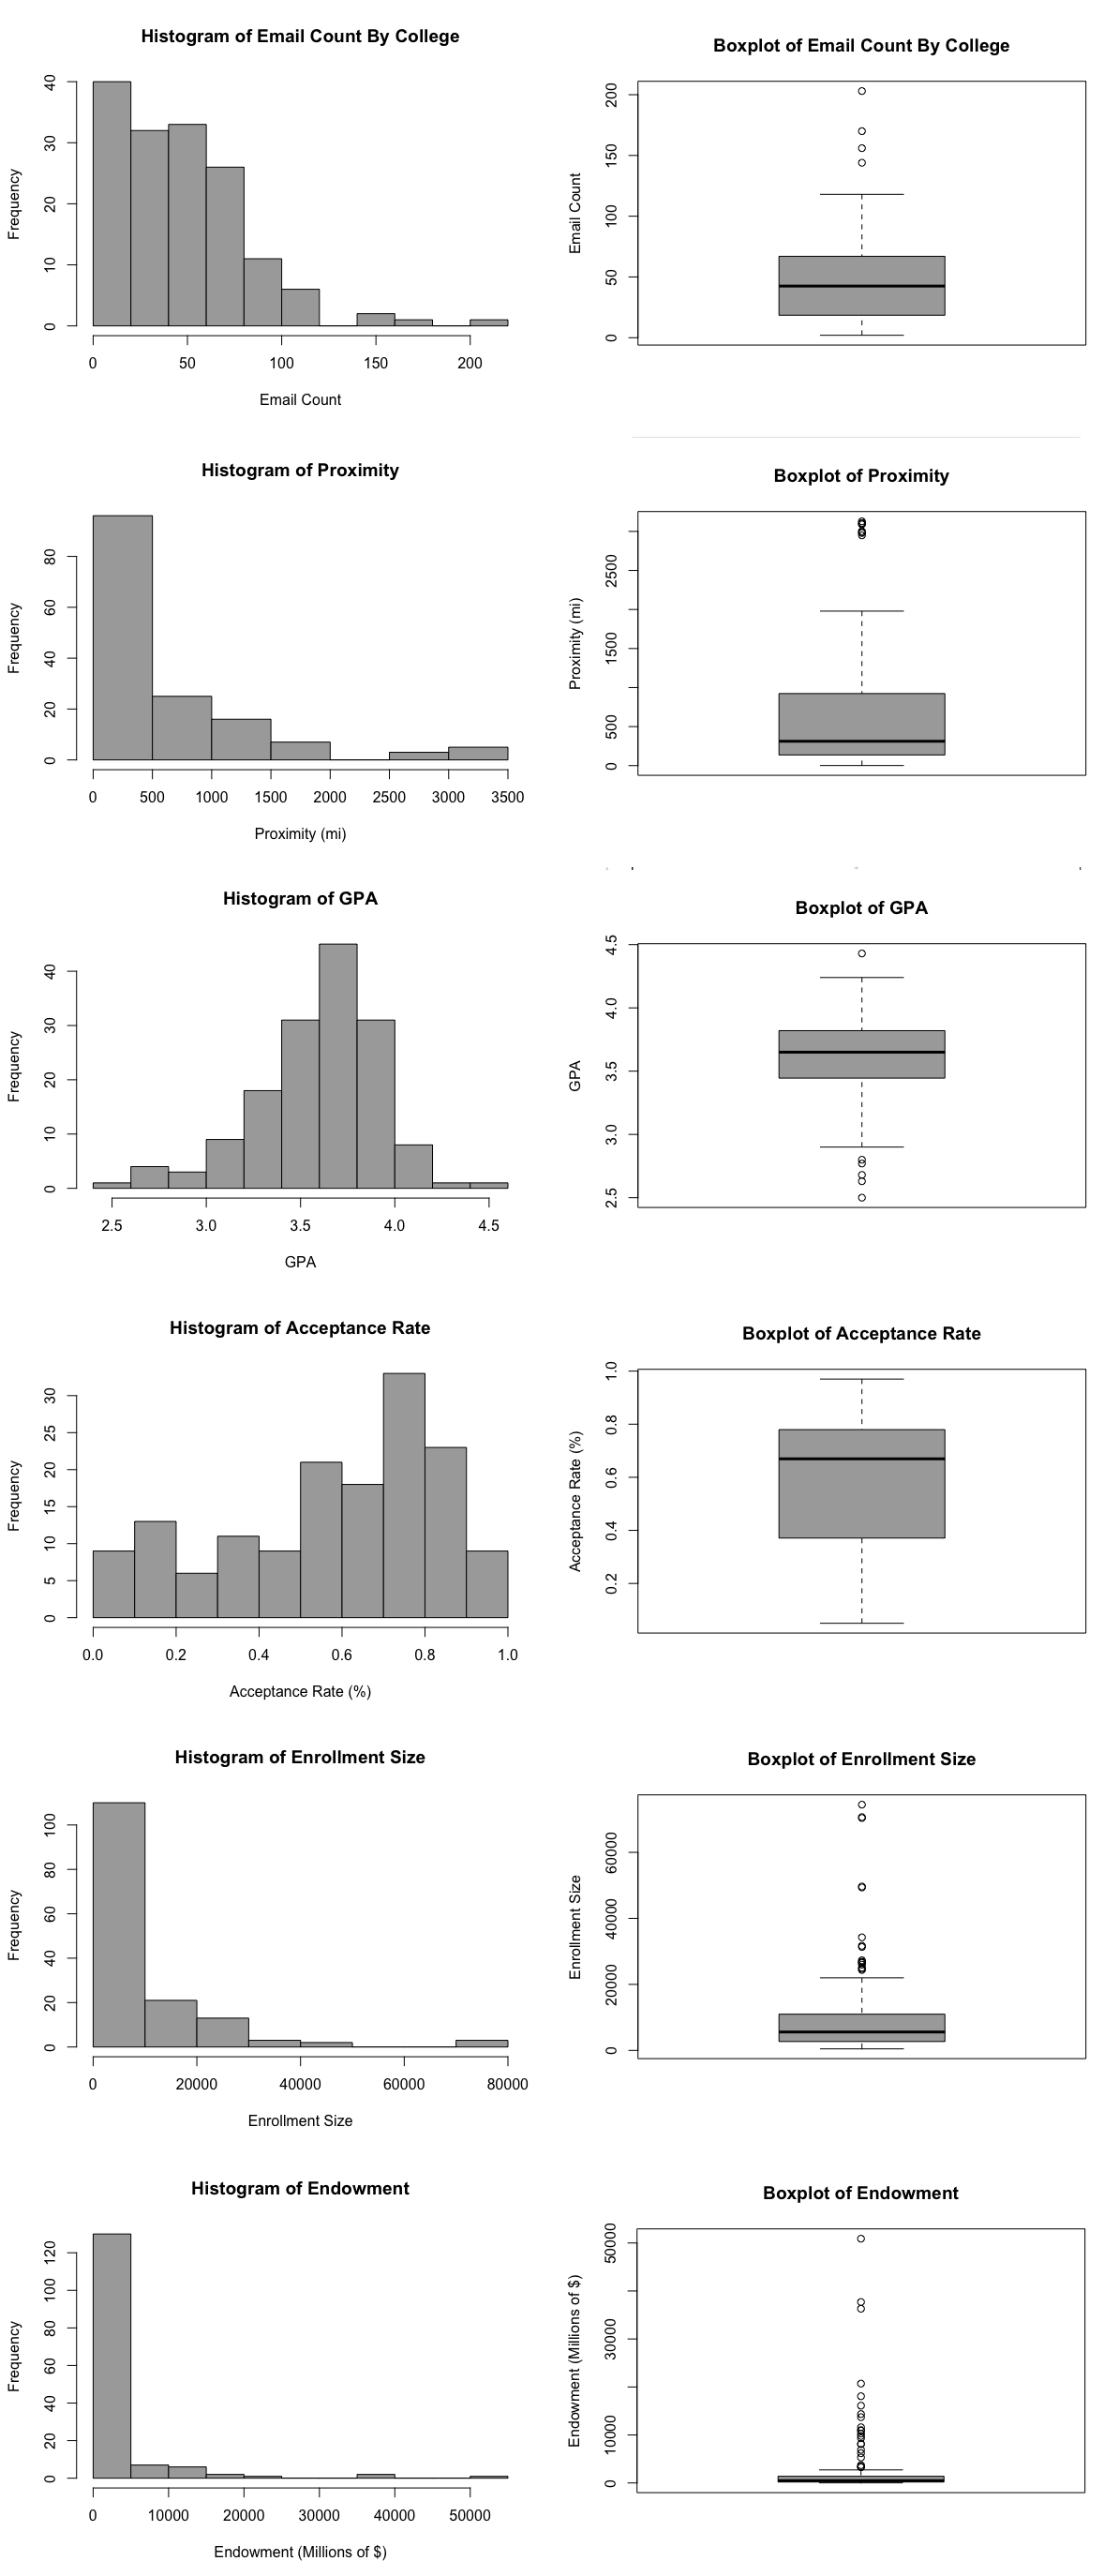 Histogram of Email Count By College
Frequency
0 10 20 30 40
0 50 100 150 200
Email Count
Boxplot of Email Count By College
Email Count
0 50 100 150 200
Histogram of Proximity
Frequency
0 20 40 60 80
0 500 1000 1500 2000 2500 3000 3500
Proximity (mi)
Boxplot of Proximity
Proximity (mi)
0 500 1500 2500
Histogram of GPA
Frequency
0 10 20 30 40
2.5 3.0 3.5 4.0 4.5
GPA
Boxplot of GPA
GPA
2.5 3.0 3.5 4.0 4.5
Histogram of Acceptance Rate
Frequency
0 5 10 15 20 25 30
0.0 0.2 0.4 0.6 0.8 1.0
Acceptance Rate (%)
Boxplot of Acceptance Rate
Acceptance Rate (%)
0.2 0.4 0.6 0.8 1.0
Histogram of Enrollment Size
Frequency
0 20 40 60 80 100
0 20000 40000 60000 80000
Enrollment Size
Boxplot of Enrollment Size
Enrollment Size
0 20000 40000 60000
Histogram of Endowment
Frequency
0 20 40 60 80 100 120
0 10000 20000 30000 40000 50000
Endowment (Millions of $)
Boxplot of Endowment
Endowment (Millions of $)
0 10000 30000 50000